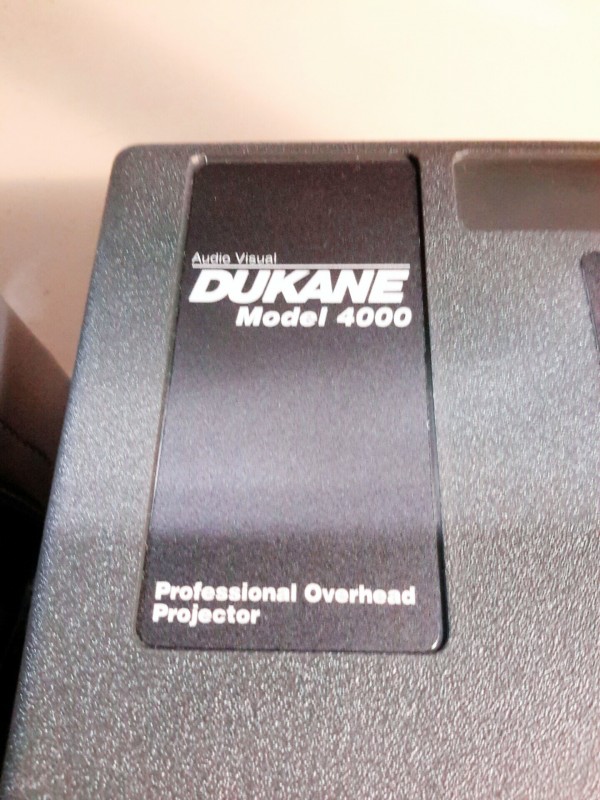 Audio Visual
DUKANE
Model 4000
Professional Overhead
Projector